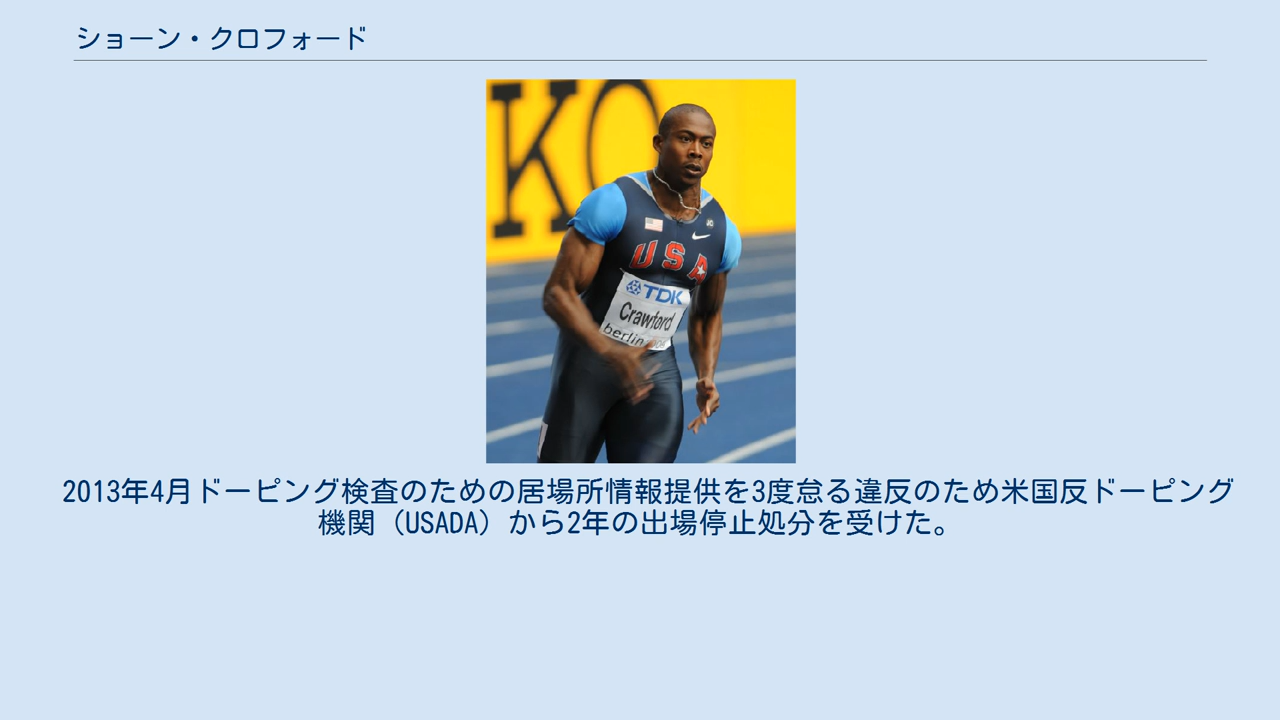 ショーン・クロフォード
KO
USA
TDK
Crawford
berlin
2013年4月ドーピング検査のための居場所情報提供を3度怠る違反のため米国反ドーピング
機関（USADA）から2年の出場停止処分を受けた。